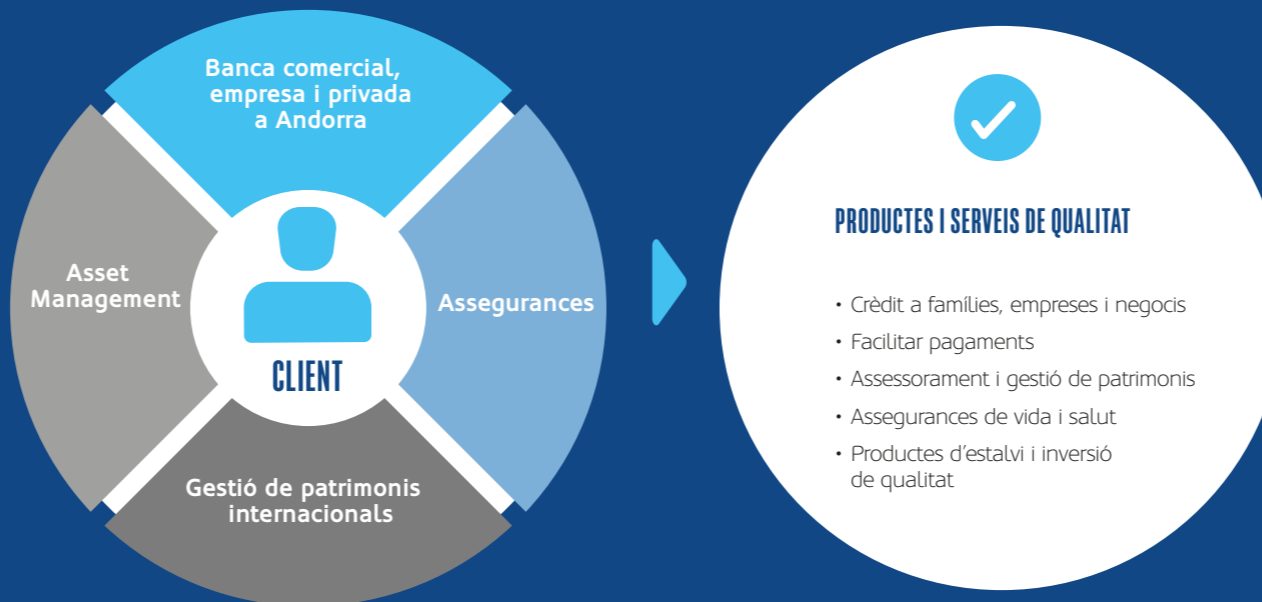 Banca comercial,
empresa i privada
a Andorra
Asset
Management
Assegurances
CLIENT
Gestió de patrimonis
internacionals
PRODUCTES I SERVEIS DE QUALITAT
• Crèdit a famílies, empreses i negocis
• Facilitar pagaments
• Assessorament i gestió de patrimonis
• Assegurances de vida i salut
• Productes d'estalvi i inversió
de qualitat